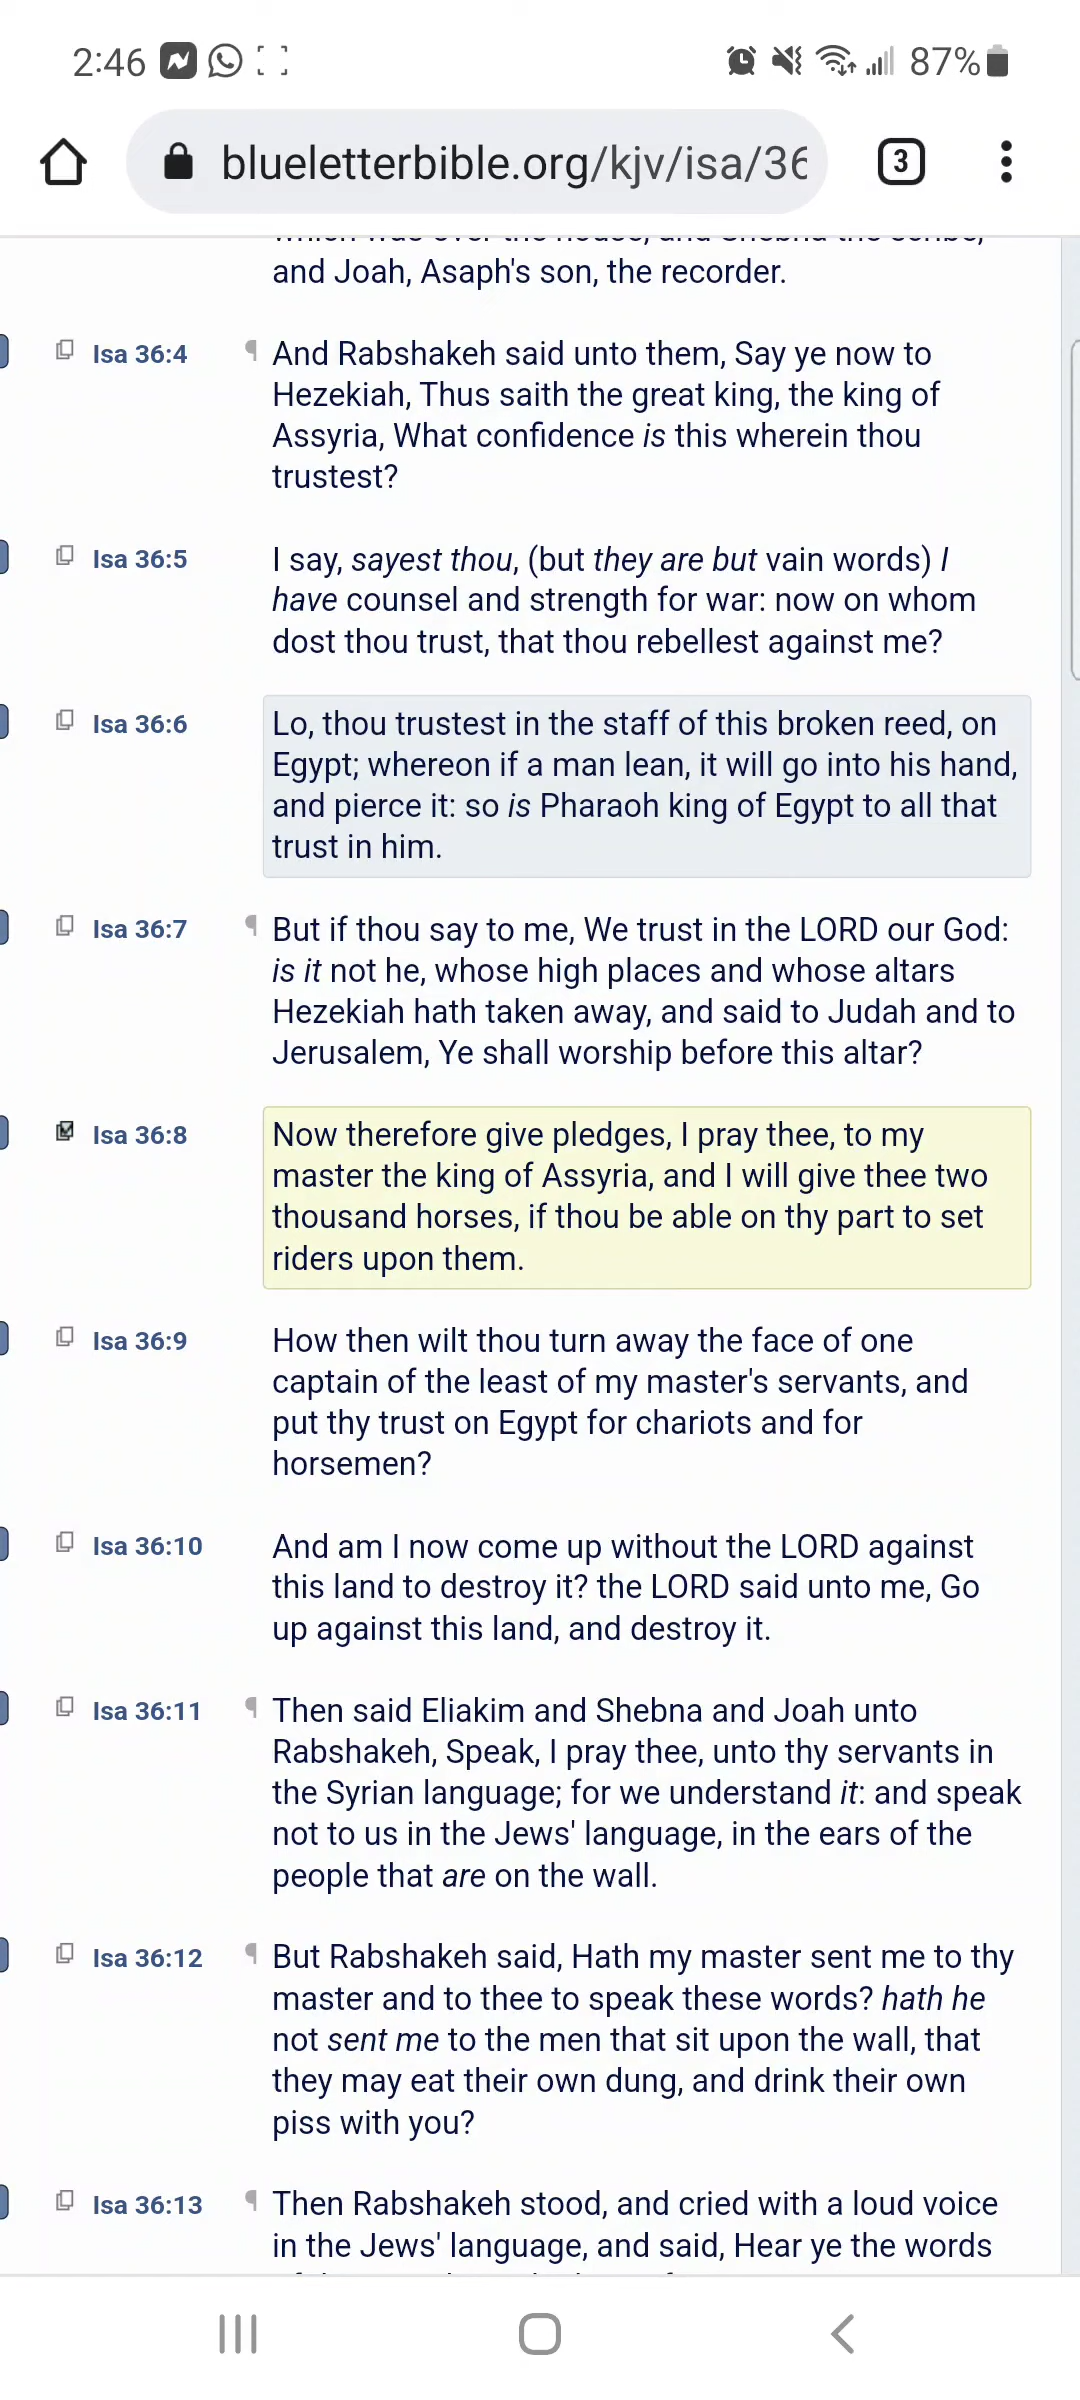 2:46
87%
blueletterbible.org/kjv/isa/36
3
which was over the house, and Shebna the scribe,
and Joah, Asaph's son, the recorder.
Isa 36:4 ¶ And Rabshakeh said unto them, Say ye now to
Hezekiah, Thus saith the great king, the king of
Assyria, What confidence is this wherein thou
trustest?
Isa 36:5 I say, sayest thou, (but they are but vain words) I
have counsel and strength for war: now on whom
dost thou trust, that thou rebellest against me?
Isa 36:6 Lo, thou trustest in the staff of this broken reed, on
Egypt; whereon if a man lean, it will go into his hand,
and pierce it: so is Pharaoh king of Egypt to all that
trust in him.
Isa 36:7 ¶ But if thou say to me, We trust in the LORD our God:
is it not he, whose high places and whose altars
Hezekiah hath taken away, and said to Judah and to
Jerusalem, Ye shall worship before this altar?
Isa 36:8 Now therefore give pledges, I pray thee, to my
master the king of Assyria, and I will give thee two
thousand horses, if thou be able on thy part to set
riders upon them.
Isa 36:9 How then wilt thou turn away the face of one
captain of the least of my master's servants, and
put thy trust on Egypt for chariots and for
horsemen?
Isa 36:10 And am I now come up without the LORD against
this land to destroy it? the LORD said unto me, Go
up against this land, and destroy it.
Isa 36:11 ¶ Then said Eliakim and Shebna and Joah unto
Rabshakeh, Speak, I pray thee, unto thy servants in
the Syrian language; for we understand it: and speak
not to us in the Jews' language, in the ears of the
people that are on the wall.
Isa 36:12 ¶ But Rabshakeh said, Hath my master sent me to thy
master and to thee to speak these words? hath he
not sent me to the men that sit upon the wall, that
they may eat their own dung, and drink their own
piss with you?
Isa 36:13 ¶ Then Rabshakeh stood, and cried with a loud voice
in the Jews' language, and said, Hear ye the words